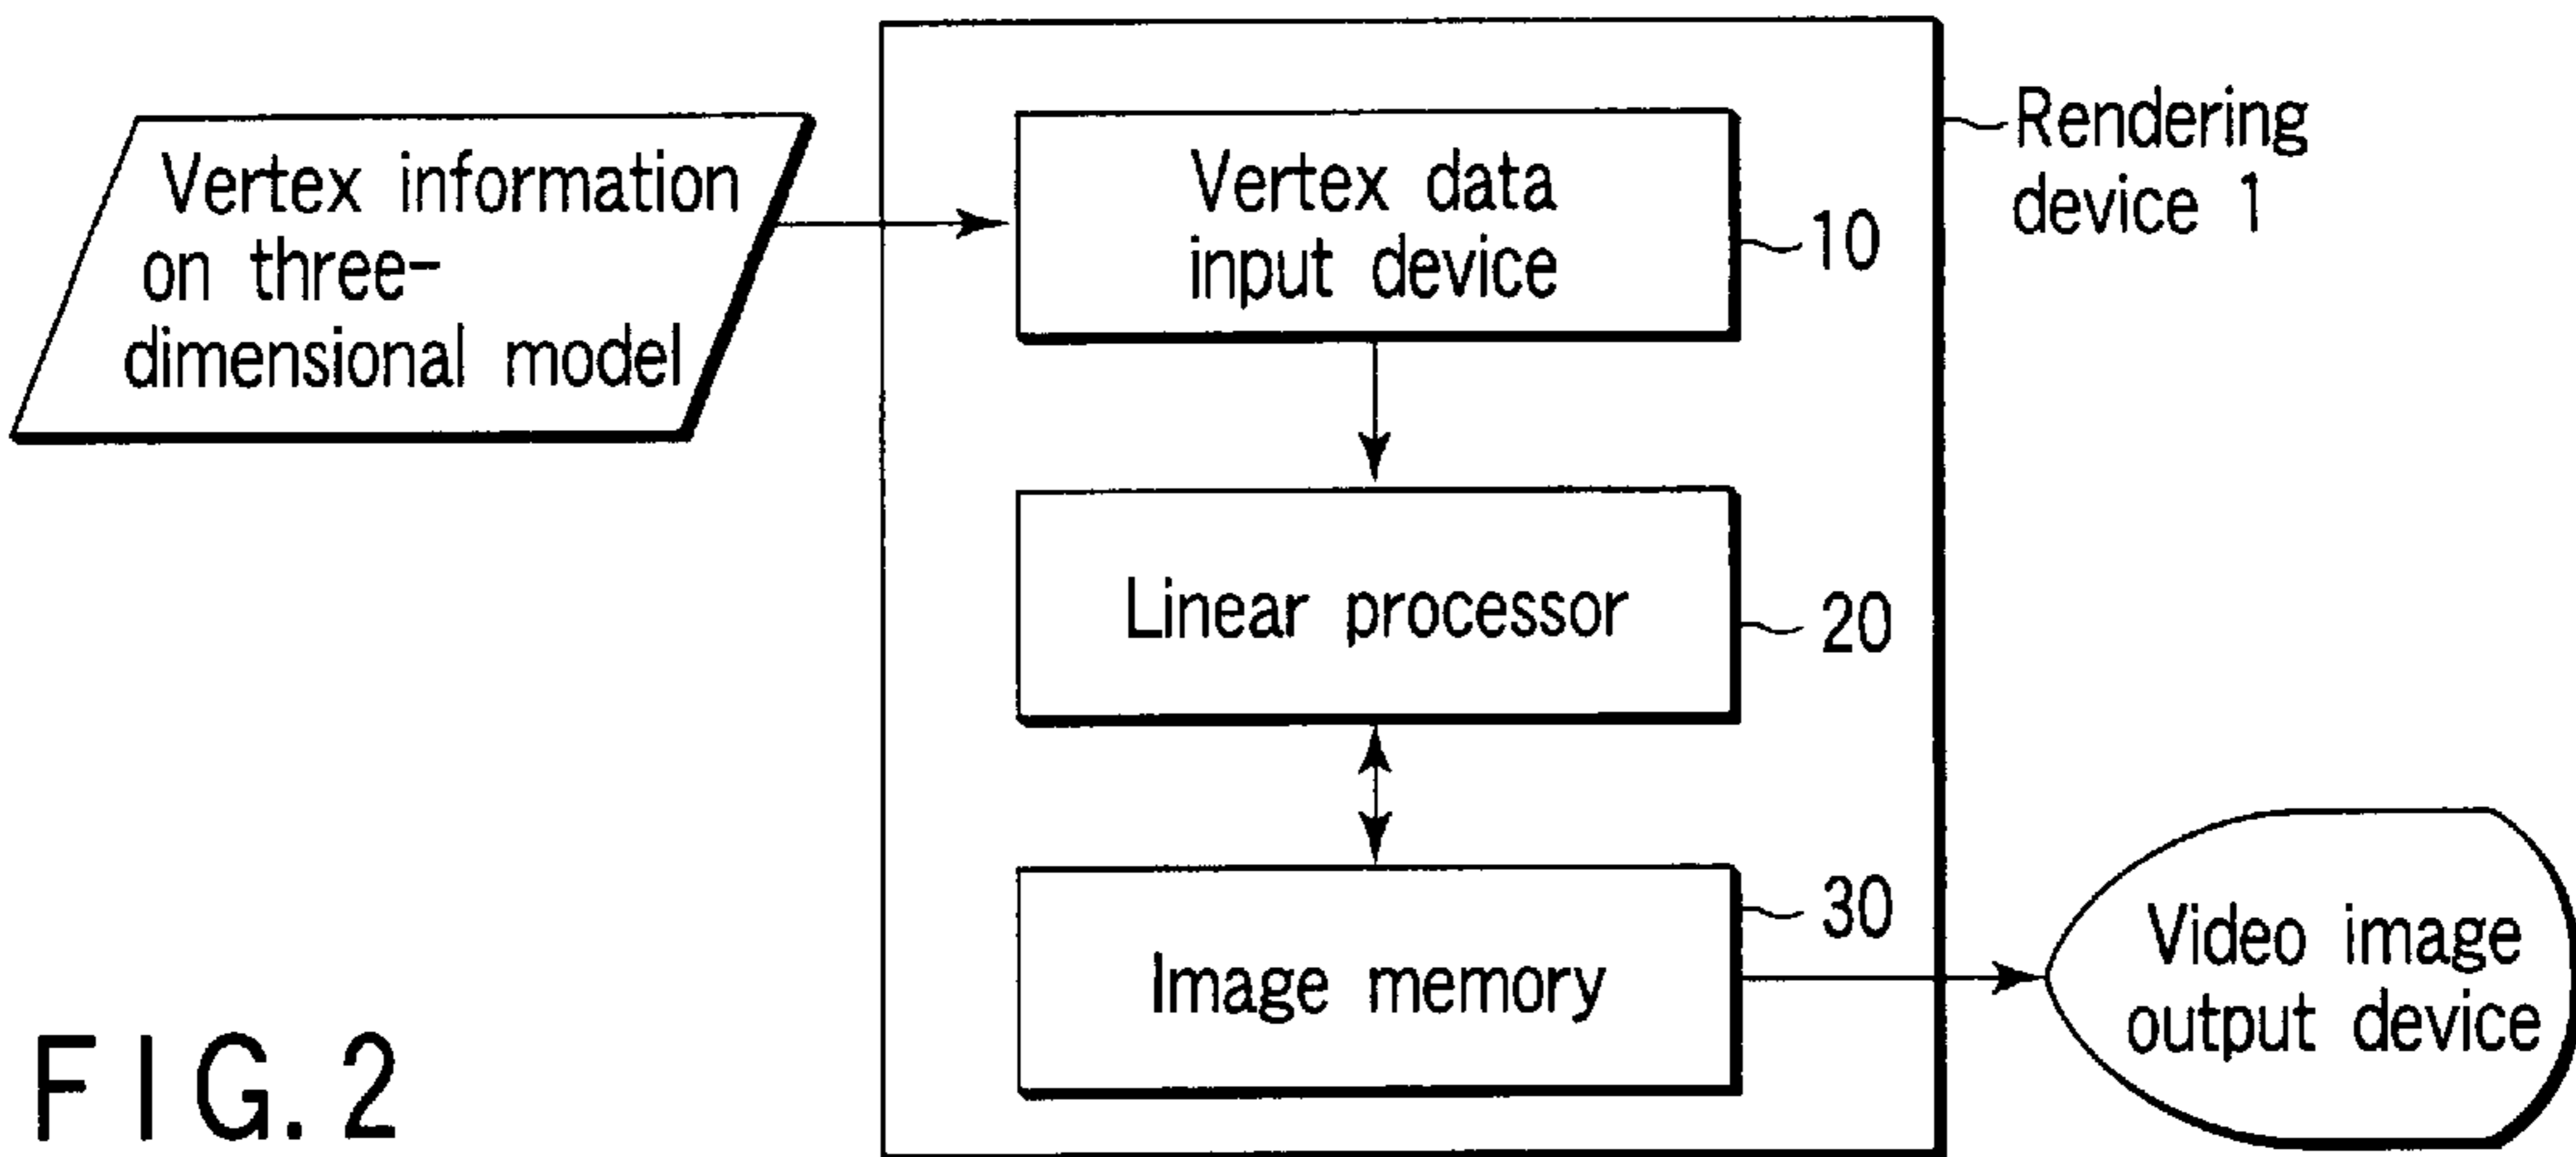 Vertex information
on three-
dimensional model
Vertex data
input device
10
Rendering
device 1
Linear processor
20
Image memory
30
Video image
output device
FIG. 2